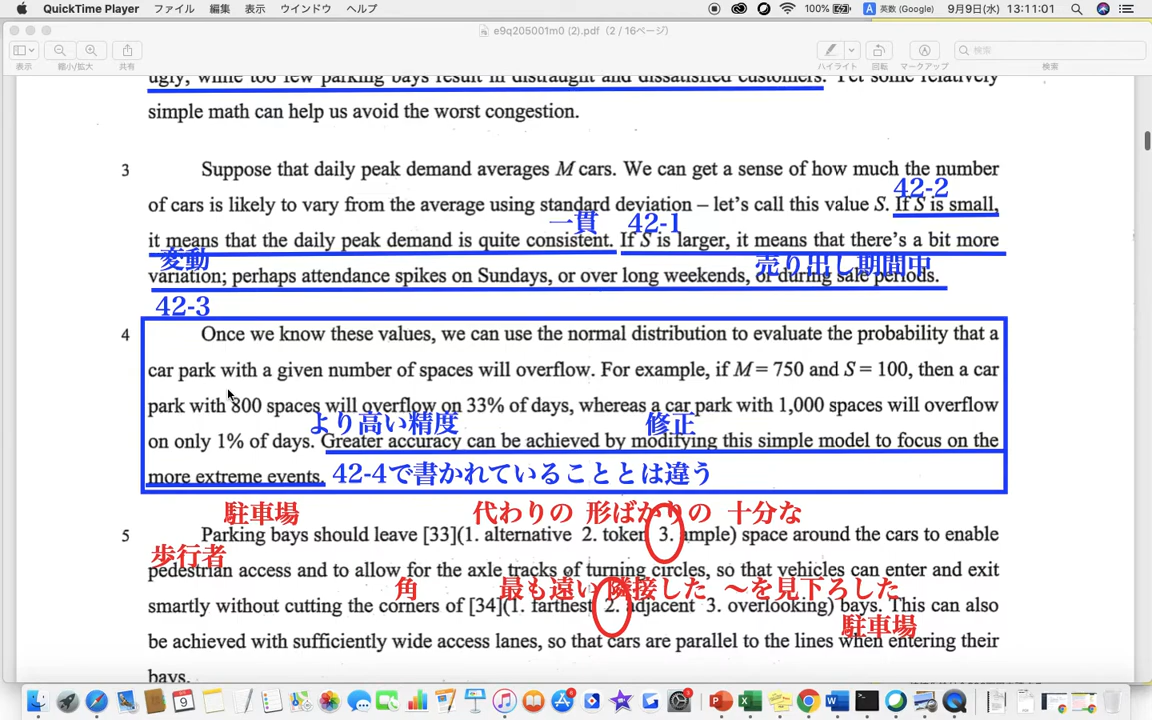 QuickTime Player ファイル 編集 表示 ウインドウ ヘルプ 100% A 英数 (Google) 9月9日(水) 13:11:01
e9q205001m0 (2).pdf（2 / 16ページ）
検索
表示 縮小/拡大 共有 ハイライト 回転 マークアップ 検索
ugly, while too few parking bays result in distraught and dissatisfied customers. Yet some relatively
simple math can help us avoid the worst congestion.
3 Suppose that daily peak demand averages M cars. We can get a sense of how much the number
42-2
of cars is likely to vary from the average using standard deviation – let's call this value S. If S is small,
一貫 42-1
it means that the daily peak demand is quite consistent. If S is larger, it means that there's a bit more
変動 売り出し期間中
variation; perhaps attendance spikes on Sundays, or over long weekends, or during sale periods.
42-3
4 Once we know these values, we can use the normal distribution to evaluate the probability that a
car park with a given number of spaces will overflow. For example, if M = 750 and S = 100, then a car
park with 800 spaces will overflow on 33% of days, whereas a car park with 1,000 spaces will overflow
より高い精度 修正
on only 1% of days. Greater accuracy can be achieved by modifying this simple model to focus on the
more extreme events. 42-4で書かれていることとは違う
駐車場 代わりの 形ばかりの 十分な
5 Parking bays should leave [33](1. alternative 2. token 3. ample) space around the cars to enable
歩行者
pedestrian access and to allow for the axle tracks of turning circles, so that vehicles can enter and exit
角 最も遠い 隣接した 〜を見下ろした
smartly without cutting the corners of [34](1. farthest 2. adjacent 3. overlooking) bays. This can also
駐車場
be achieved with sufficiently wide access lanes, so that cars are parallel to the lines when entering their
bays.